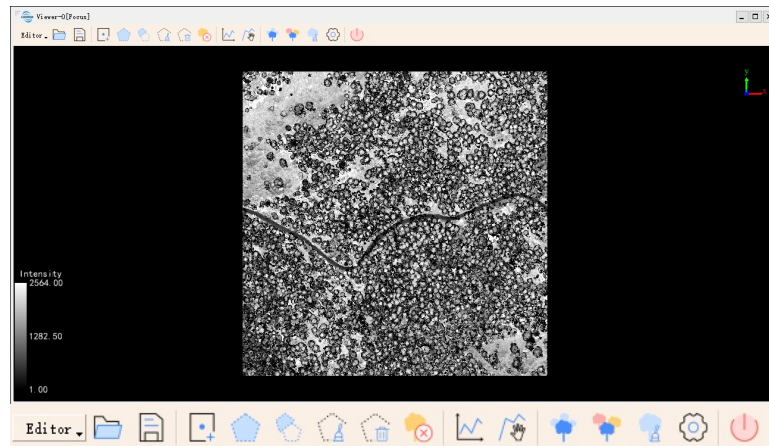 Viewer-0[Focus]
Editor
y
x
Intensity
2564.00
1282.50
1.00
Editor